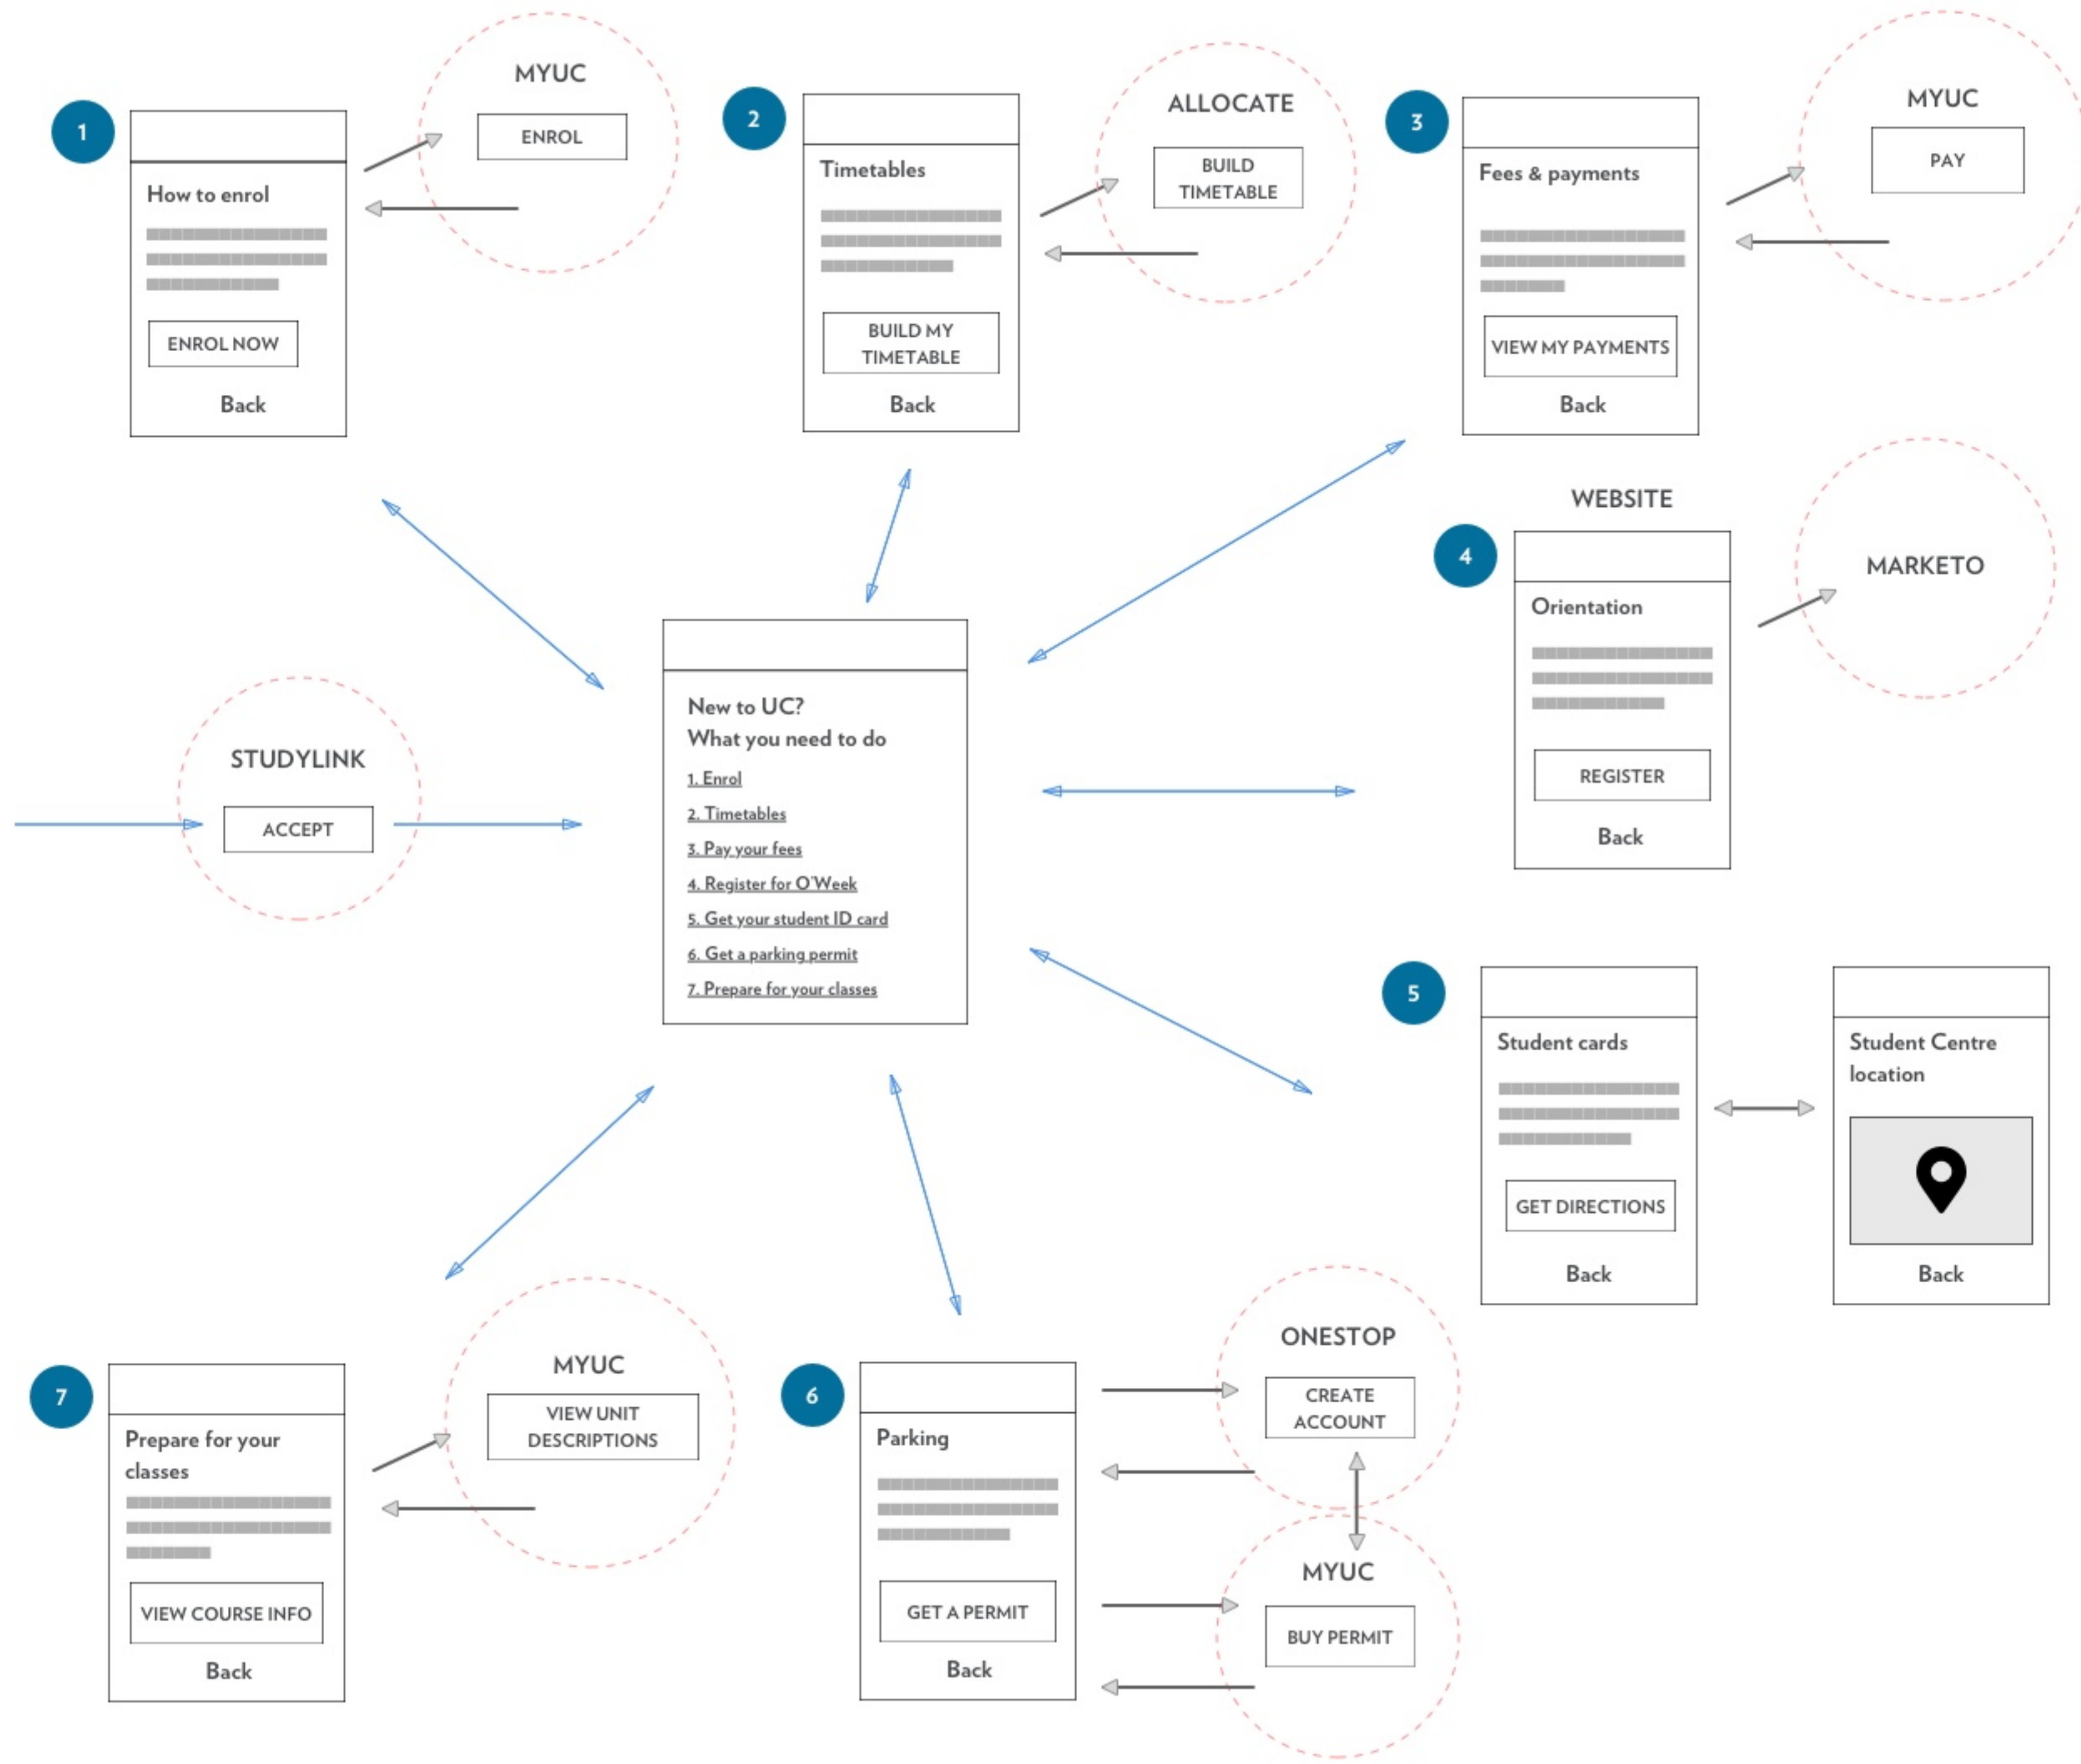 1
How to enrol
ENROL NOW
Back
MYUC
ENROL
2
Timetables
BUILD MY
TIMETABLE
Back
ALLOCATE
BUILD
TIMETABLE
3
Fees & payments
VIEW MY PAYMENTS
Back
MYUC
PAY
WEBSITE
4
Orientation
REGISTER
Back
MARKETO
STUDYLINK
ACCEPT
New to UC?
What you need to do
1. Enrol
2. Timetables
3. Pay your fees
4. Register for O'Week
5. Get your student ID card
6. Get a parking permit
7. Prepare for your classes
5
Student cards
GET DIRECTIONS
Back
Student Centre
location
Back
7
Prepare for your
classes
VIEW COURSE INFO
Back
MYUC
VIEW UNIT
DESCRIPTIONS
6
Parking
GET A PERMIT
Back
ONESTOP
CREATE
ACCOUNT
MYUC
BUY PERMIT